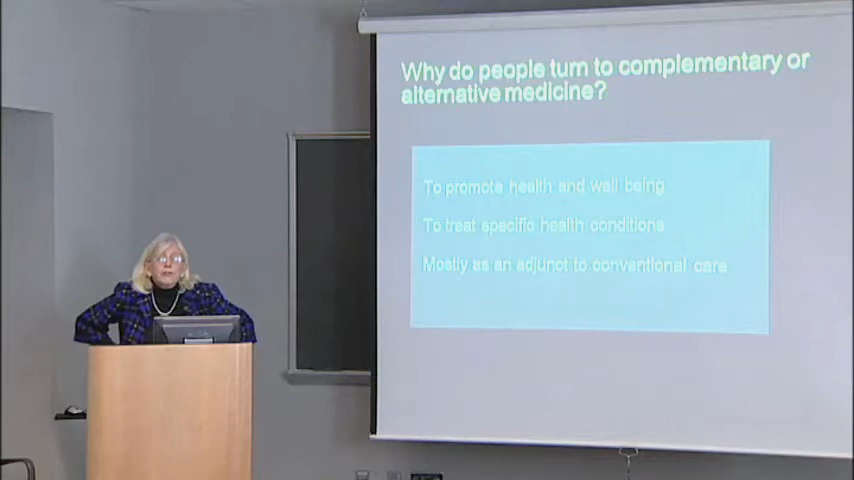 Why do people turn to complementary or
alternative medicine?
To promote health and well being
To treat specific health conditions
Mostly as an adjunct to conventional care